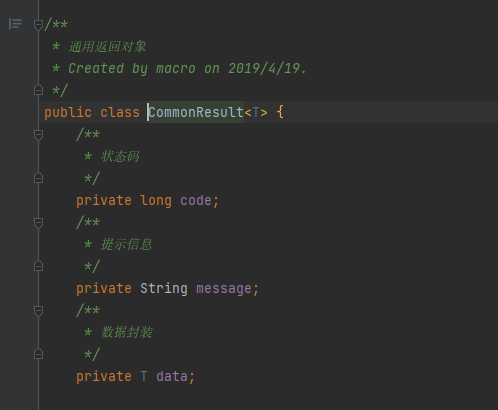 /**
* 通用返回对象
* Created by macro on 2019/4/19.
*/
public class CommonResult<T> {
/**
* 状态码
*/
private long code;
/**
* 提示信息
*/
private String message;
/**
* 数据封装
*/
private T data;